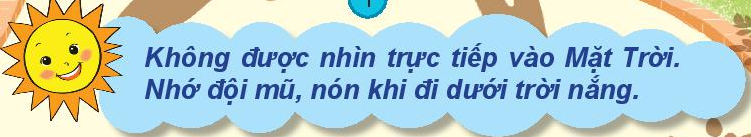 Không được nhìn trực tiếp vào Mặt Trời.
Nhớ đội mũ, nón khi đi dưới trời nắng.